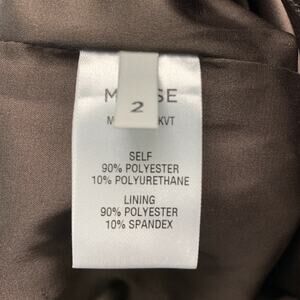 2
SELF
90% POLYESTER
10% POLYURETHANE
LINING
90% POLYESTER
10% SPANDEX